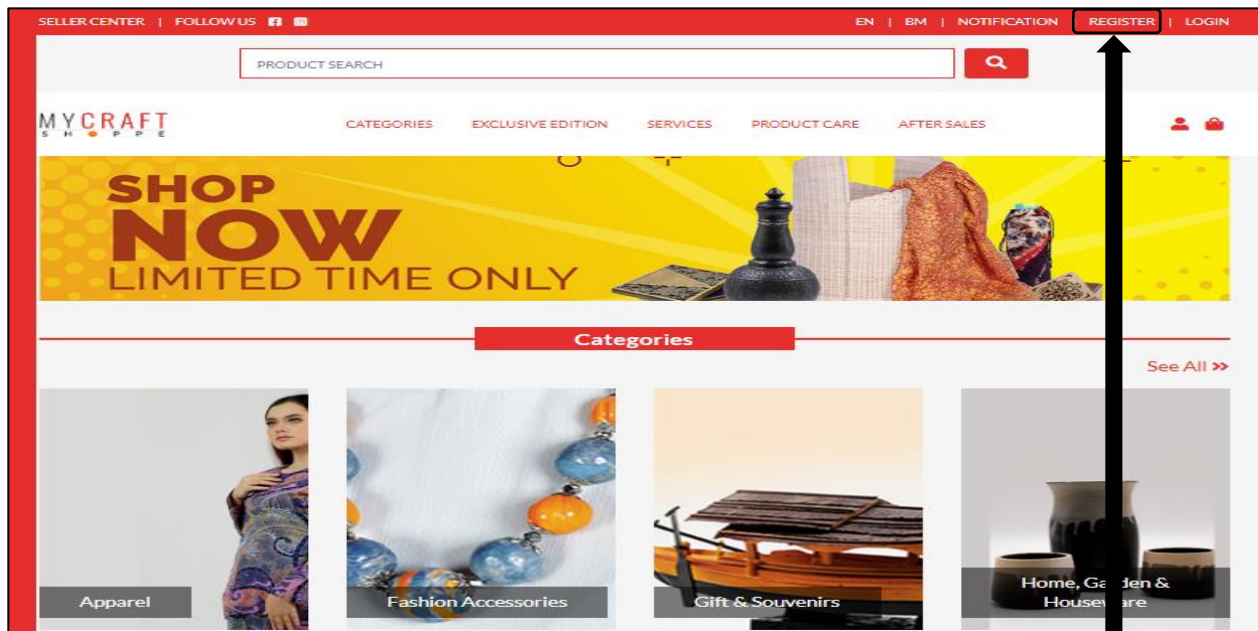 SELLER CENTER | FOLLOW US
EN | BM | NOTIFICATION REGISTER | LOGIN
PRODUCT SEARCH
MYCRAFT
SHOPPE
CATEGORIES EXCLUSIVE EDITION SERVICES PRODUCT CARE AFTER SALES
SHOP
NOW
LIMITED TIME ONLY
Categories
See All »
Apparel
Fashion Accessories
Gift & Souvenirs
Home, Garden &
Houseware